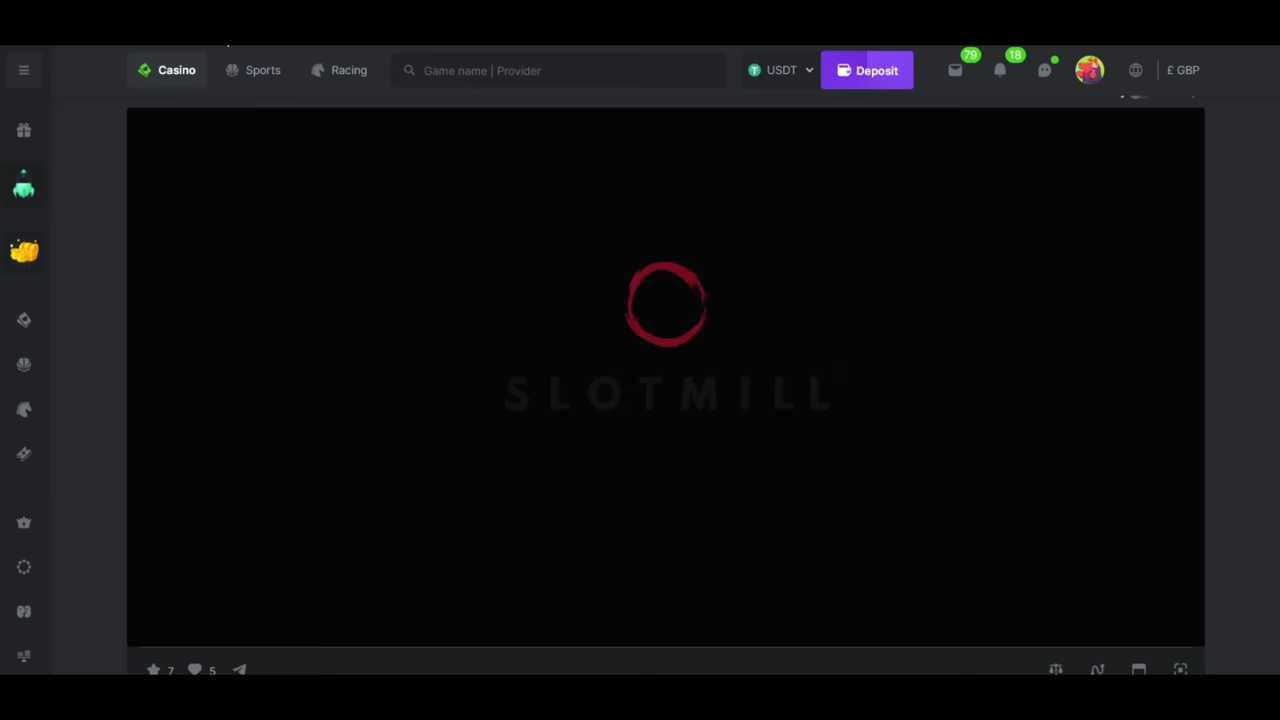 Casino
Sports
Racing
Game name | Provider
USDT
Deposit
79
18
£ GBP
SLOTMILL
7
5